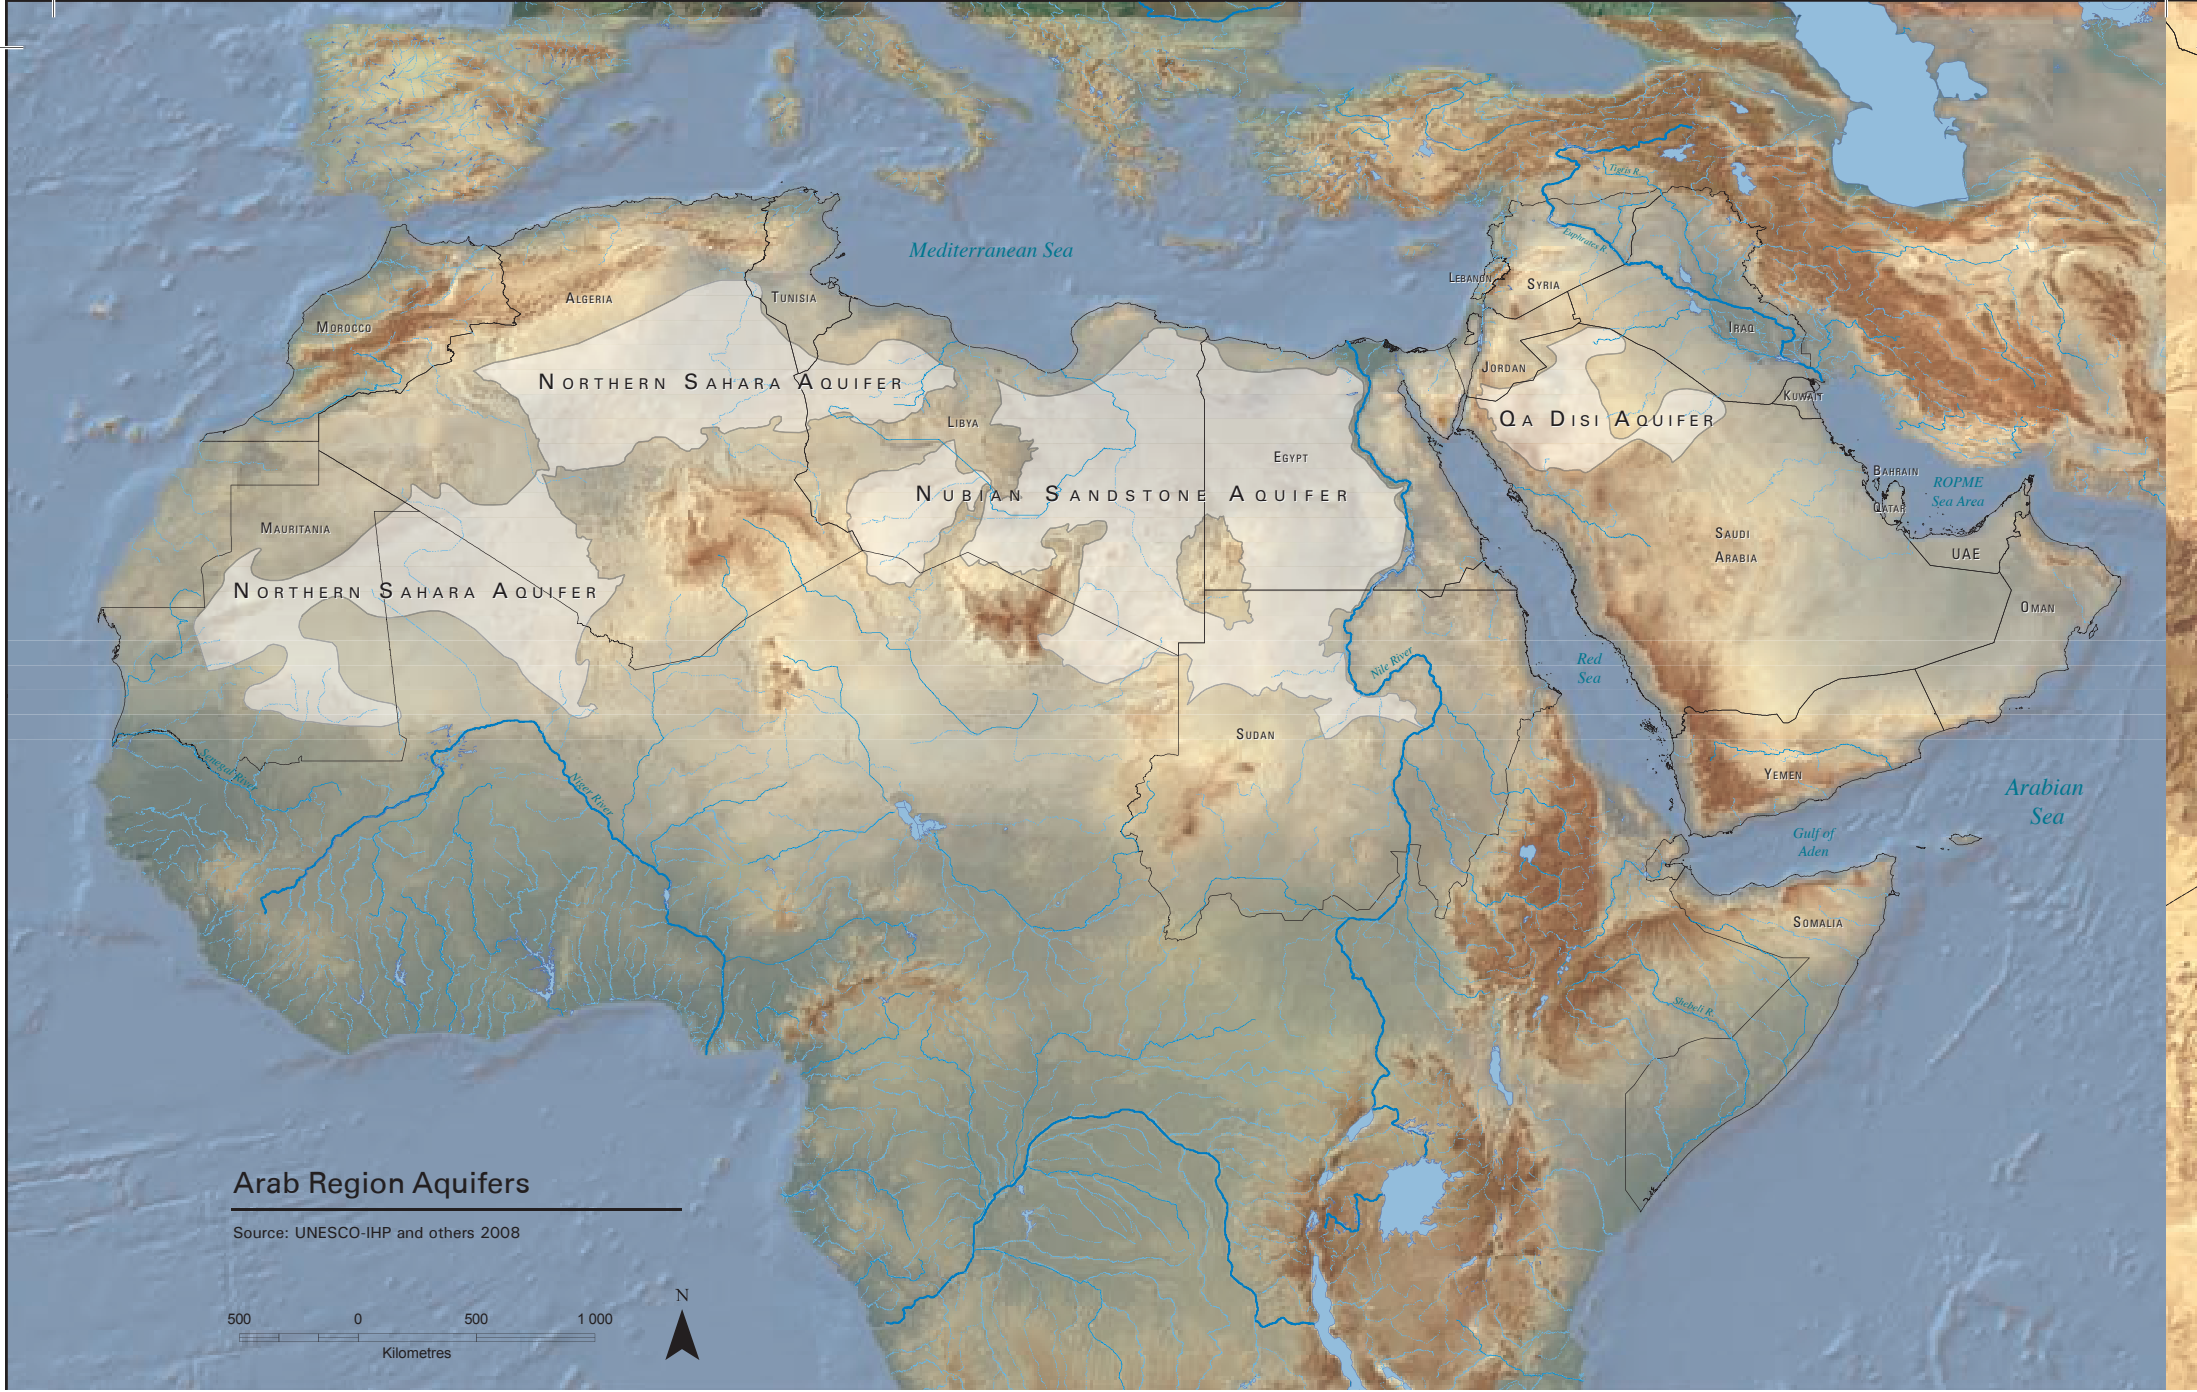 Tigris R.
Mediterranean Sea
Euphrates R.
Lebanon
Syria
Algeria
Tunisia
Morocco
Iraq
Jordan
Northern Sahara Aquifer
Kuwait
Libya
Qa Disi Aquifer
Egypt
Bahrain
ROPME
Sea Area
Nubian Sandstone Aquifer
Qatar
Mauritania
Saudi
Arabia
UAE
Northern Sahara Aquifer
Oman
Nile River
Red
Sea
Sudan
Senegal River
Niger River
Yemen
Arabian
Sea
Gulf of
Aden
Somalia
Shebeli R.
Arab Region Aquifers
Source: UNESCO-IHP and others 2008
N
500 0 500 1 000
Kilometres